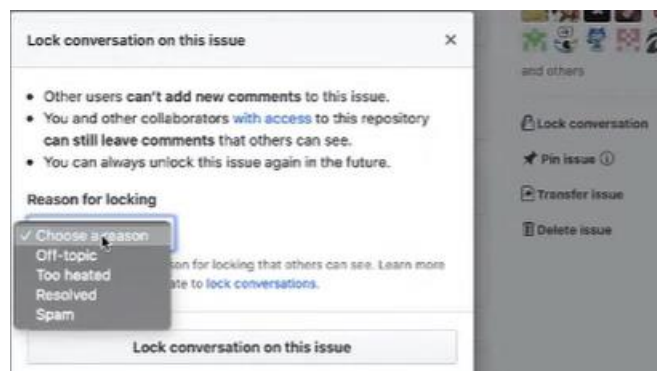 Lock conversation on this issue
Other users can't add new comments to this issue.
You and other collaborators with access to this repository
can still leave comments that others can see.
You can always unlock this issue again in the future.
Reason for locking
✓ Choose a reason
Off-topic
Too heated
Resolved
Spam
son for locking that others can see. Learn more
ate to lock conversations.
Lock conversation on this issue
and others
Lock conversation
Pin issue
Transfer issue
Delete issue